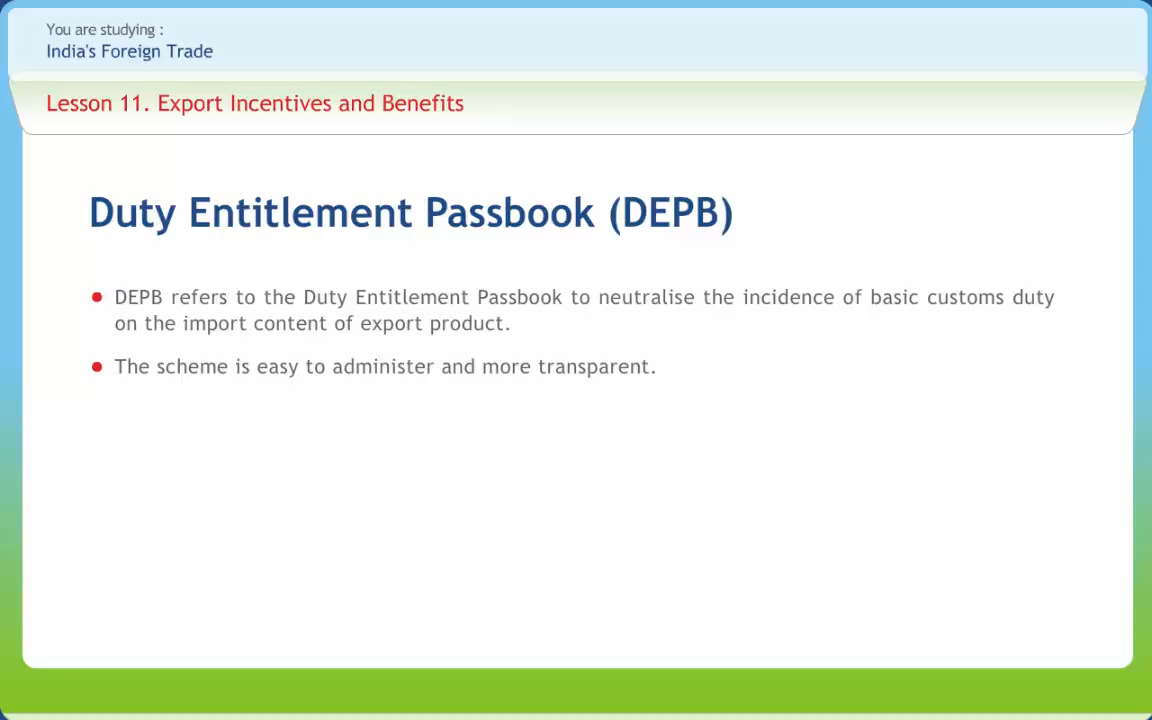 You are studying :
India's Foreign Trade
Lesson 11. Export Incentives and Benefits
Duty Entitlement Passbook (DEPB)
• DEPB refers to the Duty Entitlement Passbook to neutralise the incidence of basic customs duty
on the import content of export product.
• The scheme is easy to administer and more transparent.